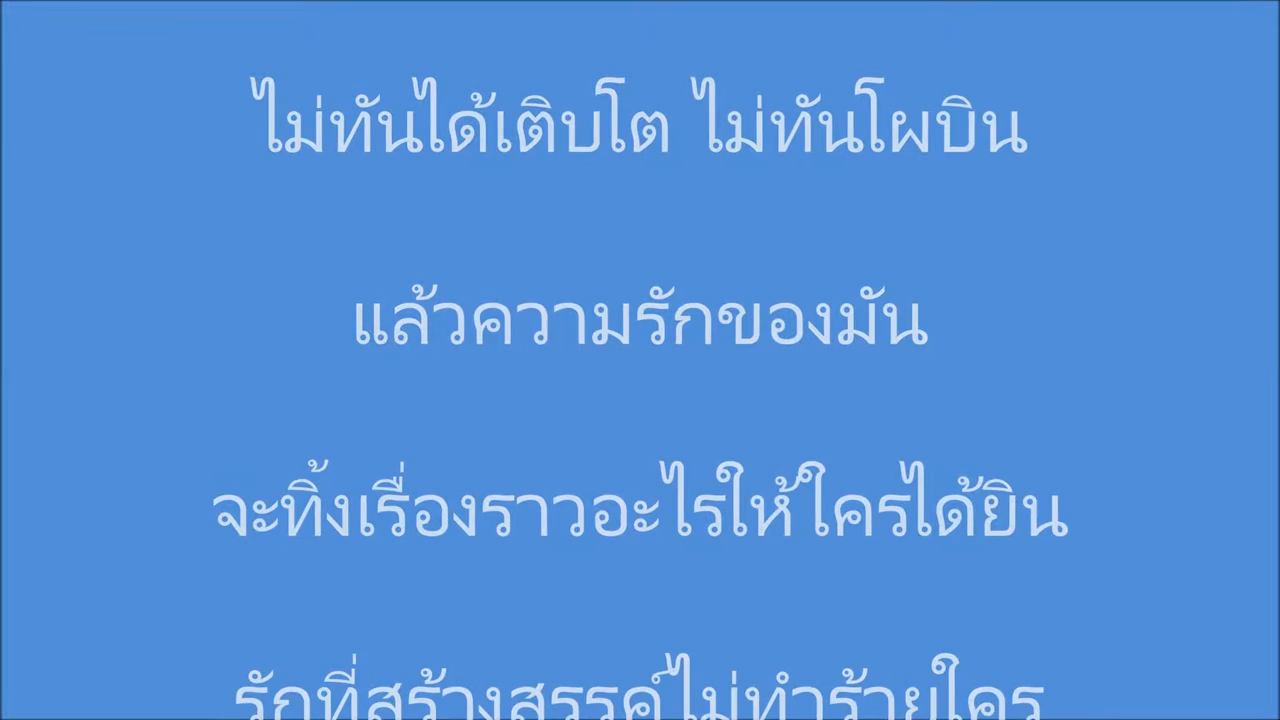 ไม่ทันได้เติบโต ไม่ทันโผบิน
แล้วความรักของมัน
จะทิ้งเรื่องราวอะไรให้ใครได้ยิน
รักที่สร้างสรรค์ไม่ทำร้ายใคร